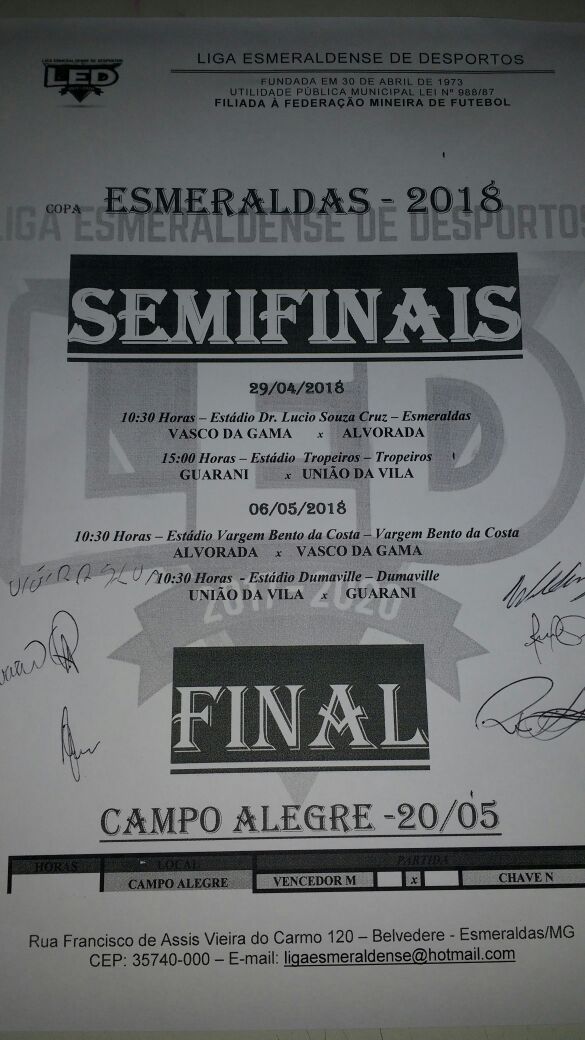 LIGA ESMERALDENSE DE DESPORTOS
LED
LIGA ESMERALDENSE DE DESPORTOS
FUNDADA EM 30 DE ABRIL DE 1973
UTILIDADE PÚBLICA MUNICIPAL LEI Nº 988/87
FILIADA À FEDERAÇÃO MINEIRA DE FUTEBOL
COPA ESMERALDAS - 2018
LIGA ESMERALDENSE DE DESPORTOS
SEMIFINAIS
LED
29/04/2018
10:30 Horas – Estádio Dr. Lucio Souza Cruz – Esmeraldas
VASCO DA GAMA x ALVORADA
15:00 Horas – Estádio Tropeiros – Tropeiros
GUARANI x UNIÃO DA VILA
06/05/2018
10:30 Horas – Estádio Vargem Bento da Costa – Vargem Bento da Costa
ALVORADA x VASCO DA GAMA
10:30 Horas - Estádio Dumaville – Dumaville
UNIÃO DA VILA x GUARANI
FINAL
CAMPO ALEGRE -20/05
HORAS LOCAL PARTIDA
CAMPO ALEGRE VENCEDOR M x CHAVE N
Rua Francisco de Assis Vieira do Carmo 120 – Belvedere - Esmeraldas/MG
CEP: 35740-000 – E-mail: ligaesmeraldense@hotmail.com